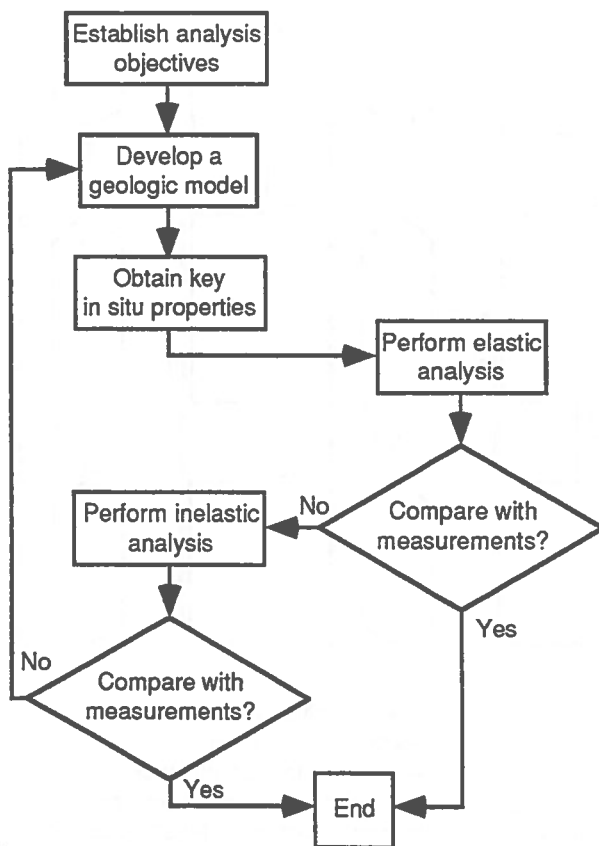 Establish analysis
objectives
Develop a
geologic model
Obtain key
in situ properties
Perform elastic
analysis
Compare with
measurements?
No
Yes
Perform inelastic
analysis
Compare with
measurements?
No
Yes
End